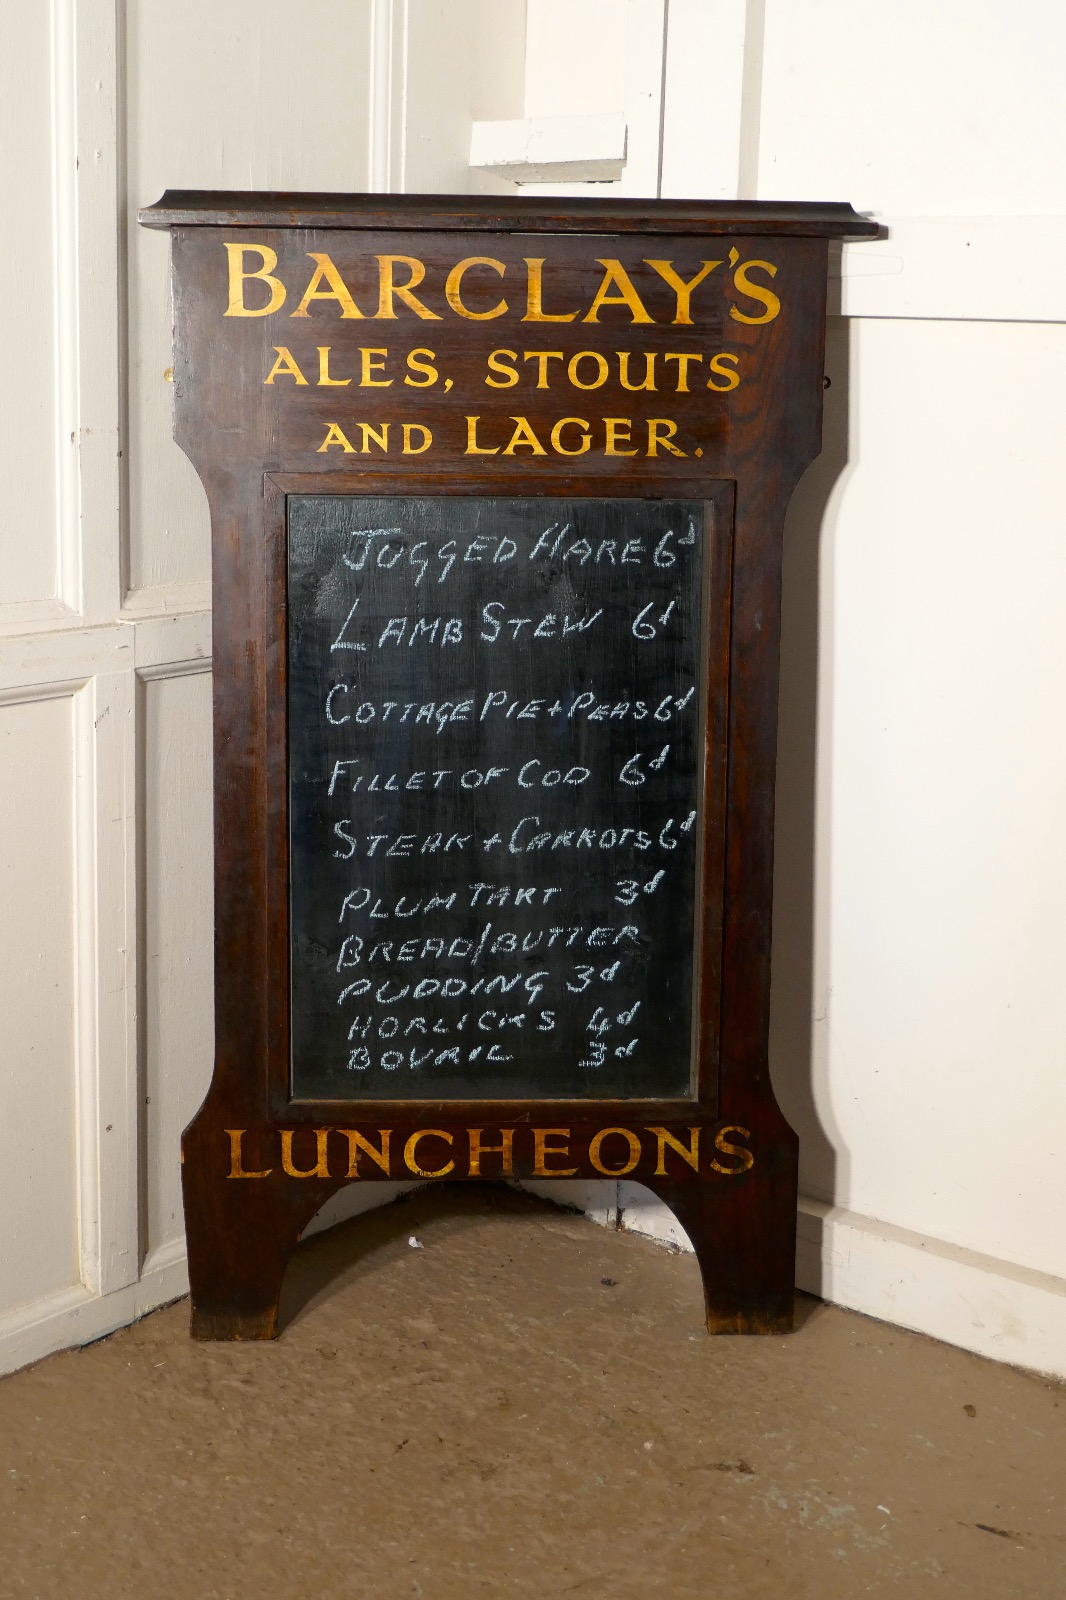 BARCLAY'S
ALES, STOUTS
AND LAGER.
JUGGED HARE 6d
LAMB STEW 6d
COTTAGE PIE + PEAS 6d
FILLET OF COD 6d
STEAK + CARROTS 6d
PLUM TART 3d
BREAD/BUTTER
PUDDING 3d
HORLICKS 4d
BOVRIL 3d
LUNCHEONS